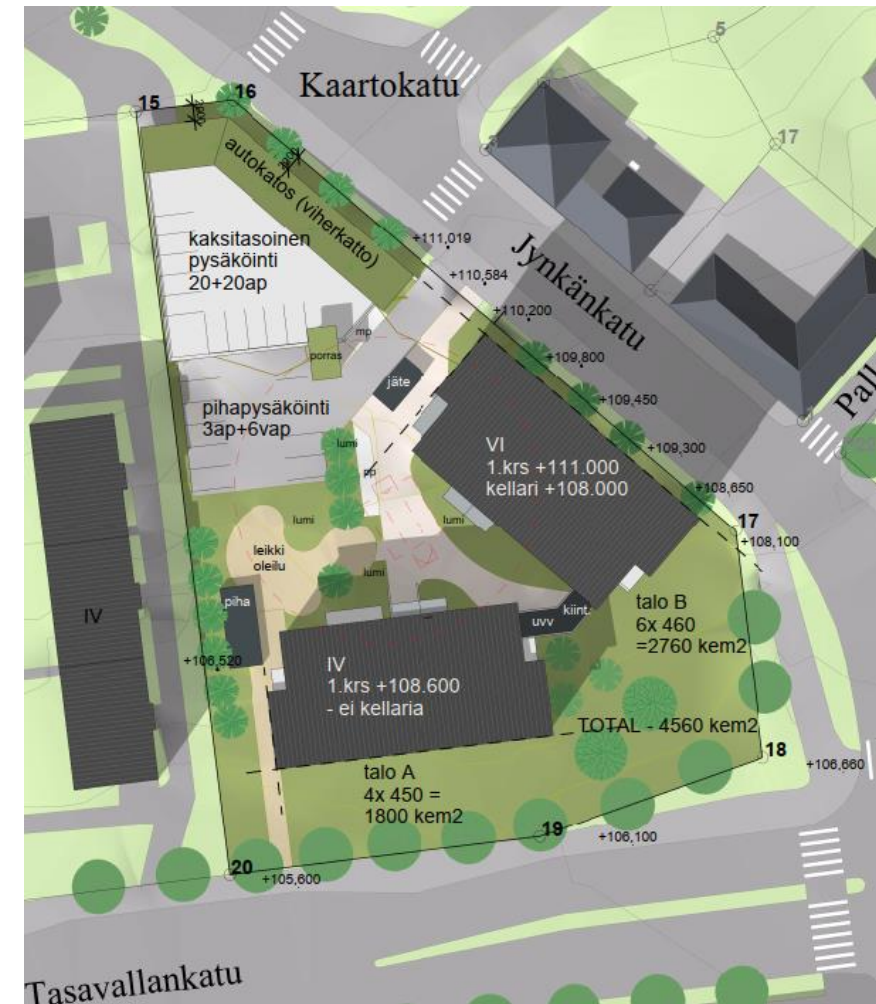 5
Kaartokatu
15
16
2900
17
3
autokatos (viherkatto)
kaksitasoinen
pysäköinti
20+20ap
+111,019
Jynkänkatu
+110,584
+110,200
mp
porras
+109,800
jäte
Pall
pihapysäköinti
3ap+6vap
+109,450
lumi
VI
1.krs +111.000
kellari +108.000
+109,300
pp
+108,650
17
lumi
lumi
+108,100
leikki
oleilu
lumi
piha
kiint.
uvv
talo B
6x 460
=2760 kem2
IV
+106,520
IV
1.krs +108.600
- ei kellaria
TOTAL - 4560 kem2
18
+106,660
talo A
4x 450 =
1800 kem2
19
+106,100
20
+105,600
Tasavallankatu